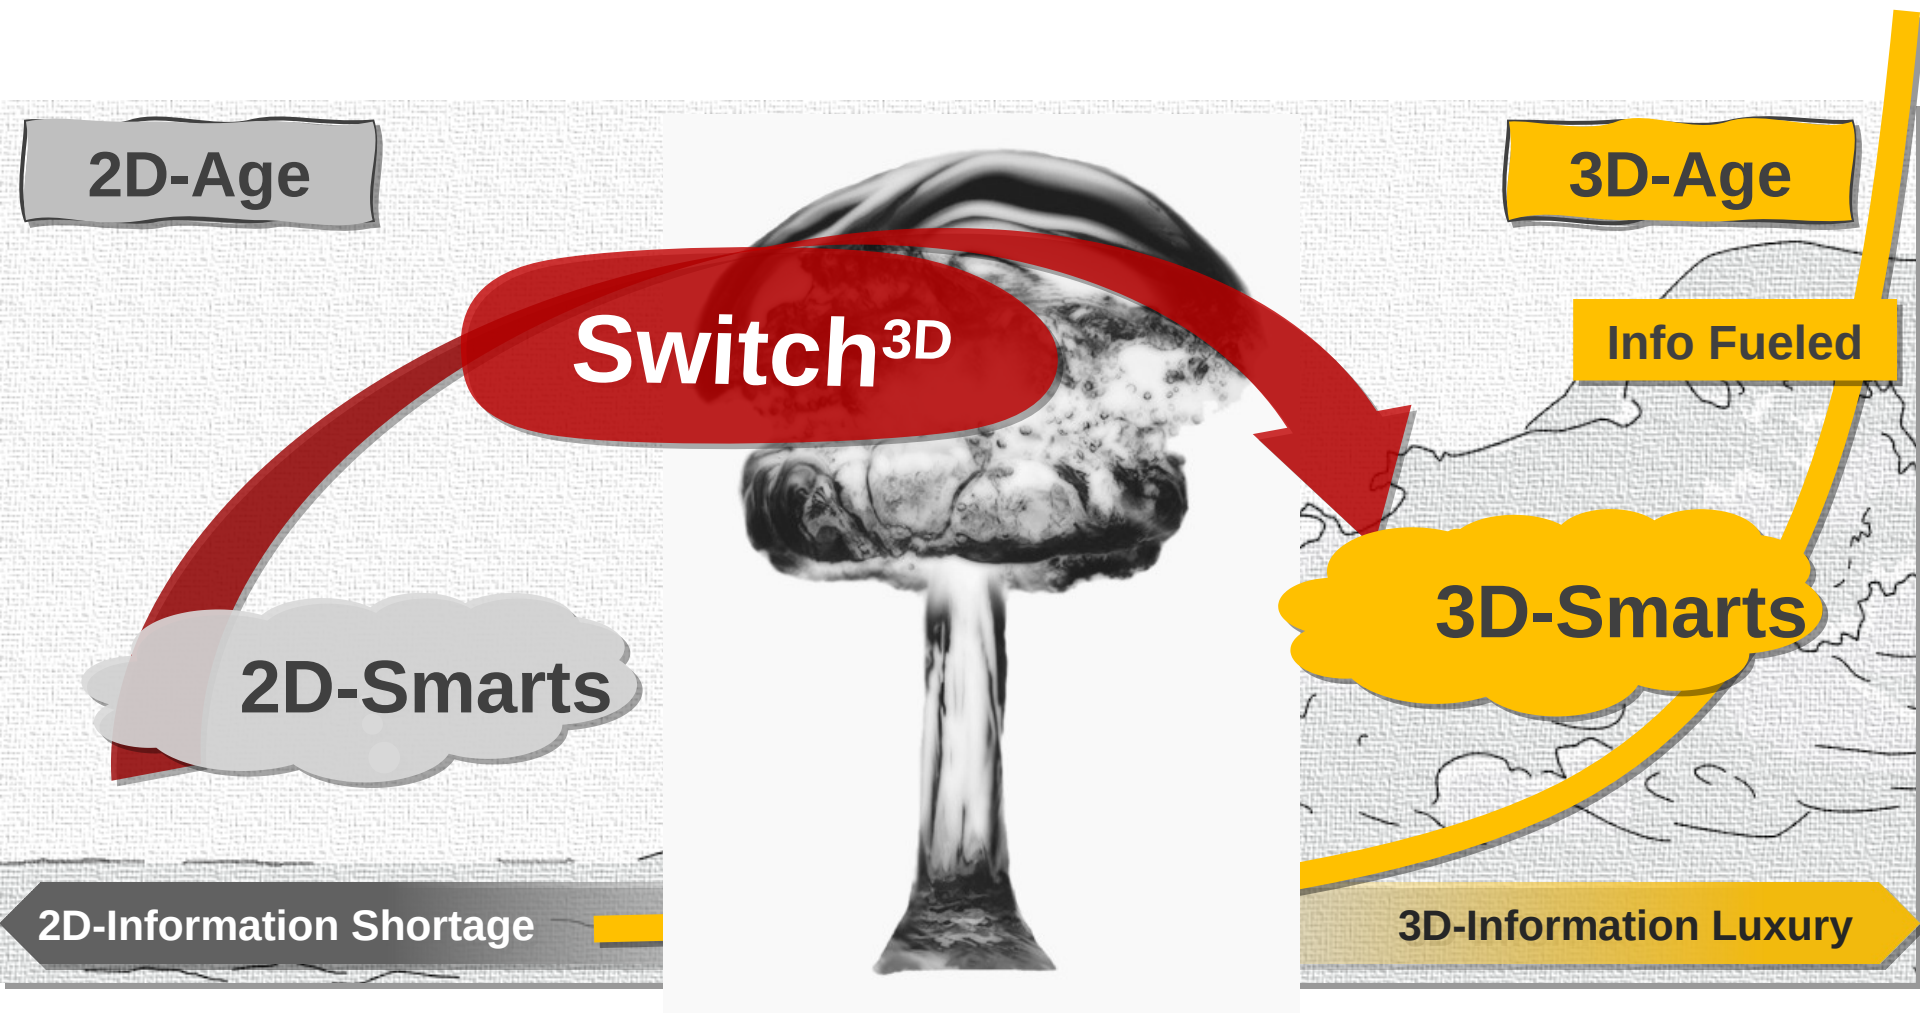 2D-Age
3D-Age
Info Fueled
Switch3D
3D-Smarts
2D-Smarts
2D-Information Shortage
3D-Information Luxury